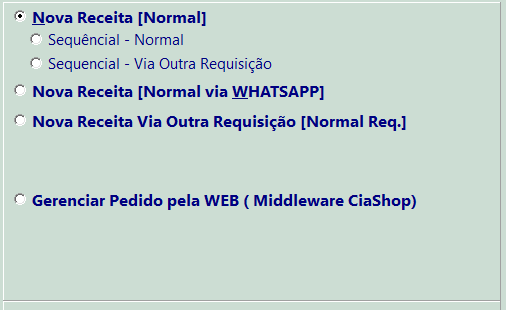 Nova Receita [Normal]
Sequêncial - Normal
Sequencial - Via Outra Requisição
Nova Receita [Normal via WHATSAPP]
Nova Receita Via Outra Requisição [Normal Req.]
Gerenciar Pedido pela WEB ( Middleware CiaShop)